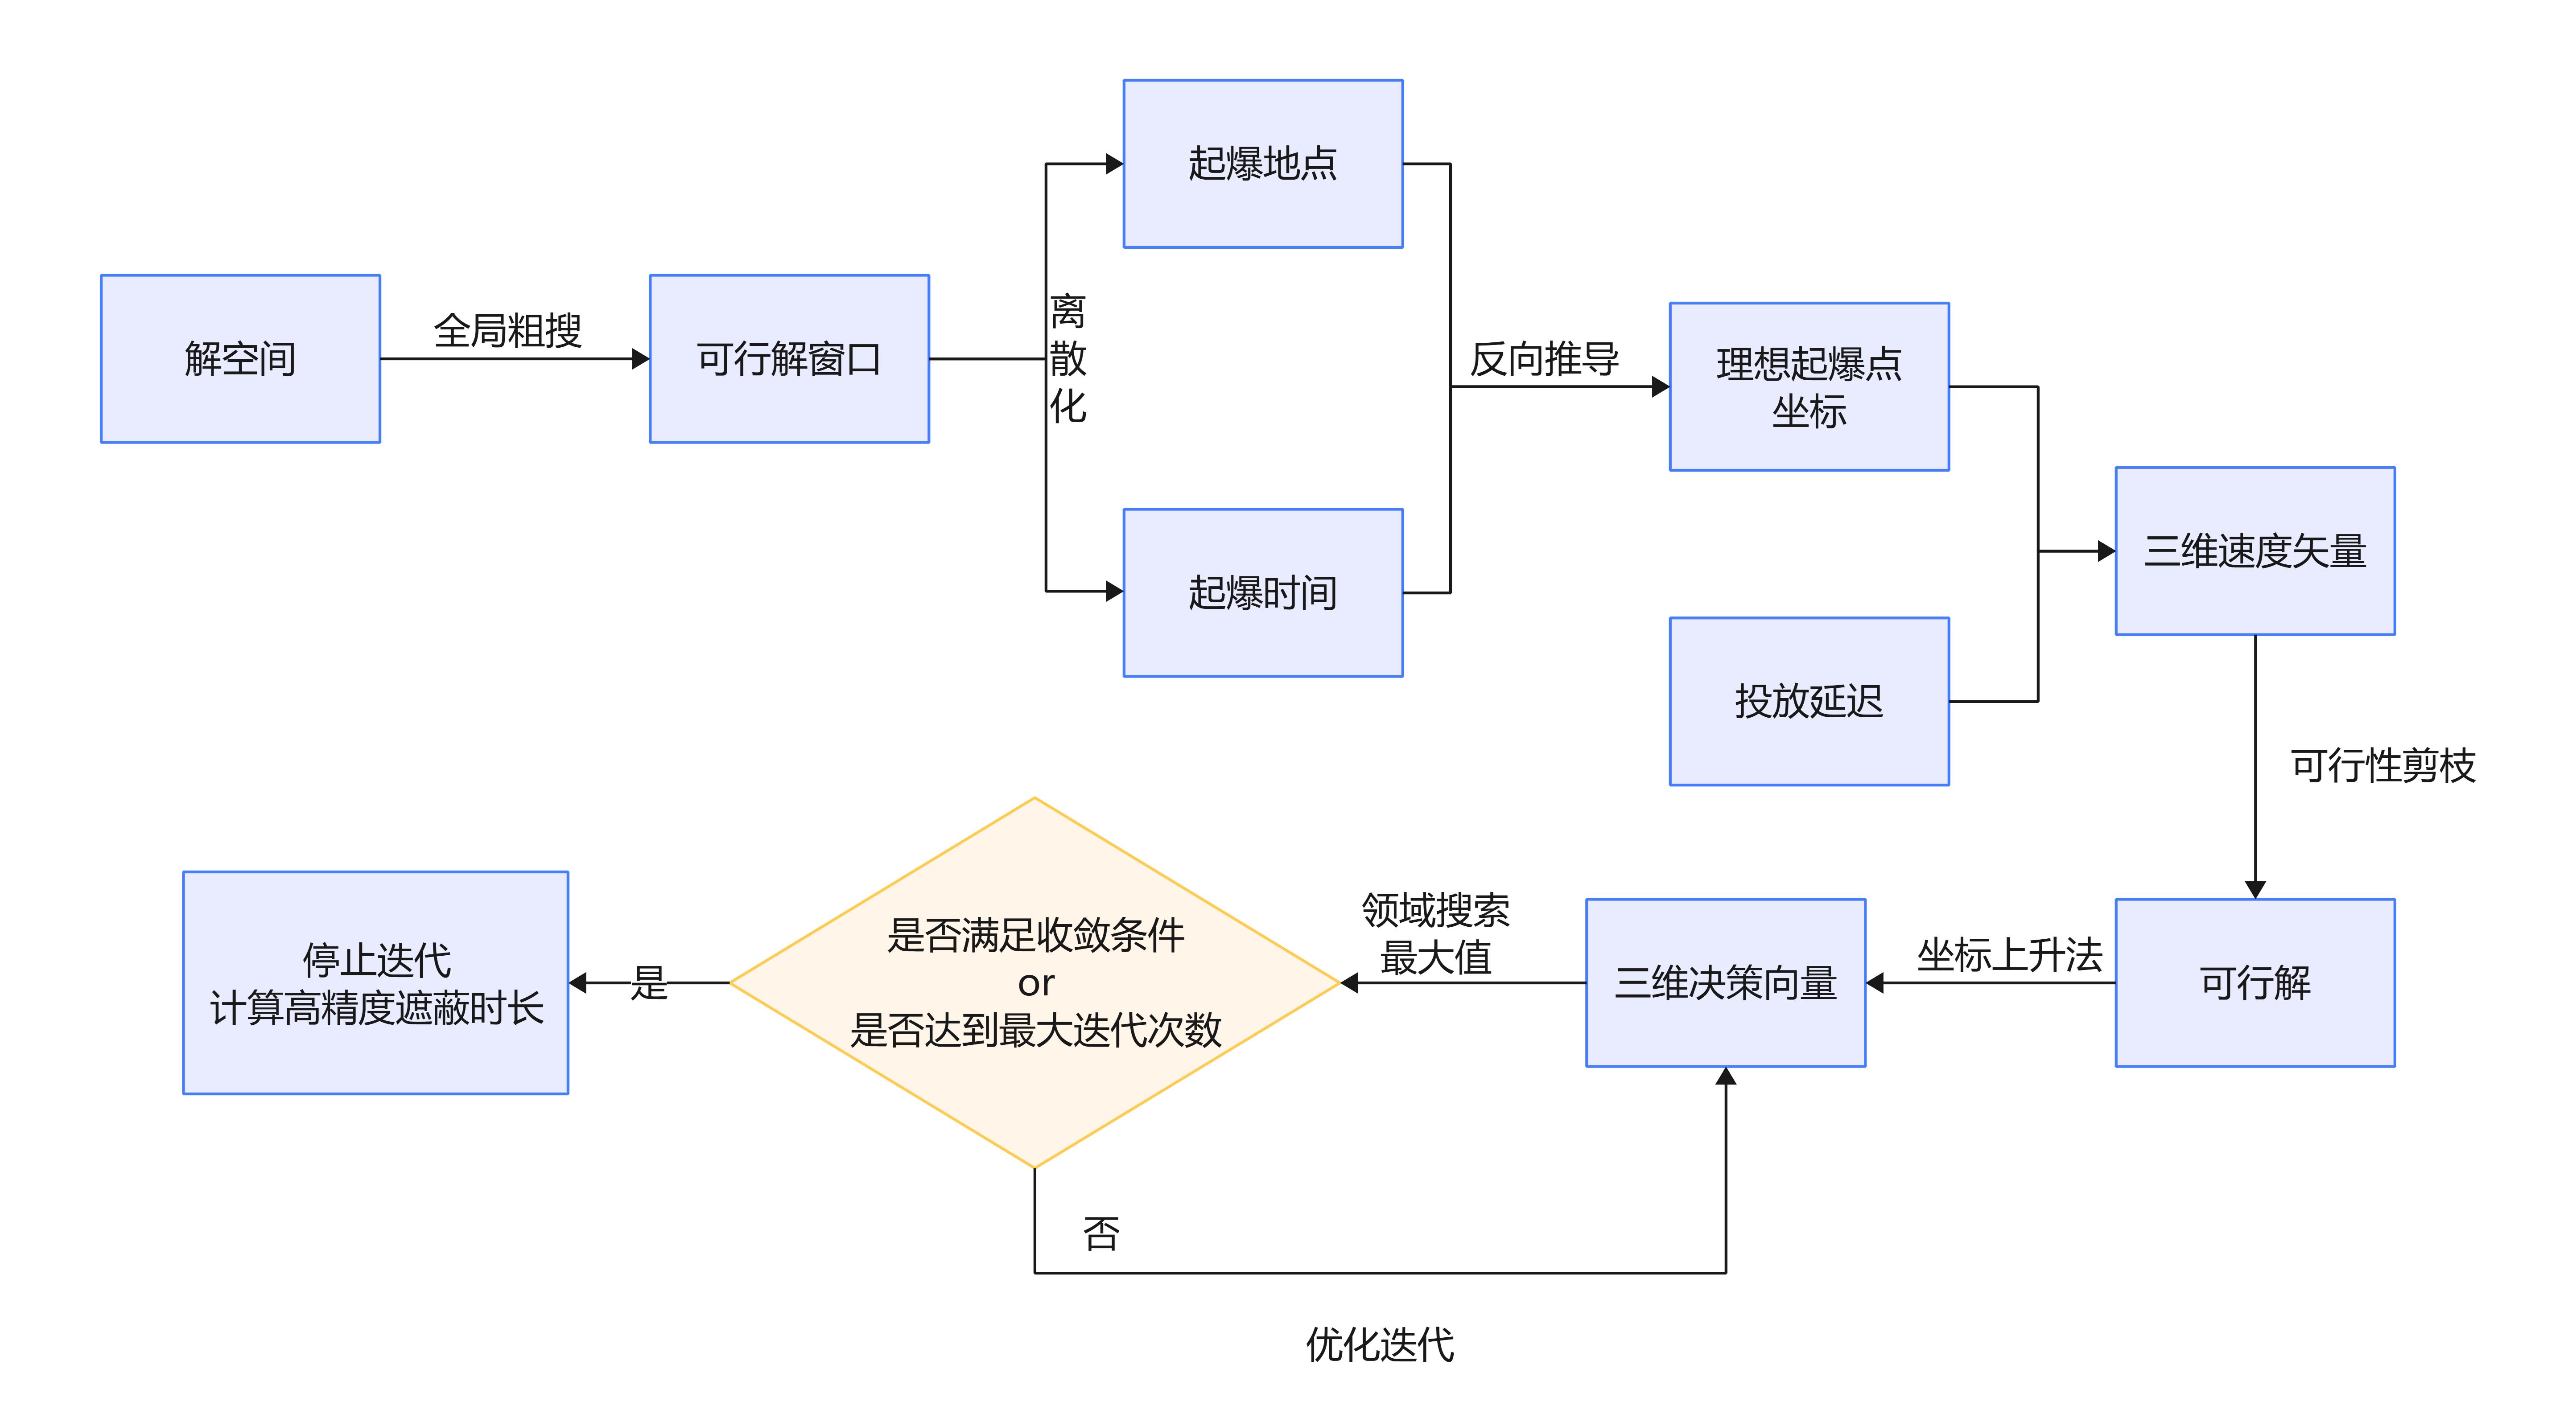 解空间
全局粗搜
可行解窗口
离
散
化
起爆地点
起爆时间
反向推导
理想起爆点
坐标
投放延迟
三维速度矢量
可行性剪枝
可行解
坐标上升法
三维决策向量
领域搜索
最大值
是否满足收敛条件
or
是否达到最大迭代次数
是
停止迭代
计算高精度遮蔽时长
否
优化迭代